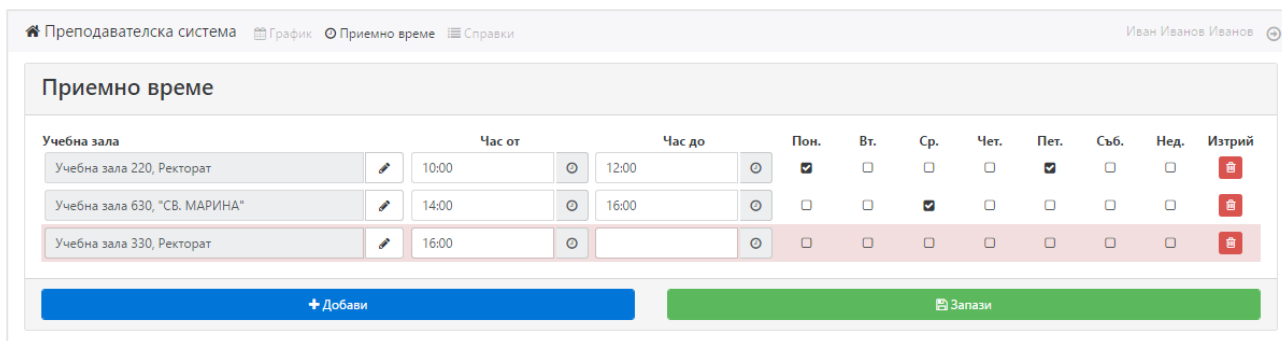 Преподавателска система График Приемно време Справки Иван Иванов Иванов
Приемно време
Учебна зала Час от Час до Пон. Вт. Ср. Чет. Пет. Съб. Нед. Изтрий
Учебна зала 220, Ректорат 10:00 12:00
Учебна зала 630, "СВ. МАРИНА" 14:00 16:00
Учебна зала 330, Ректорат 16:00
Добави Запази